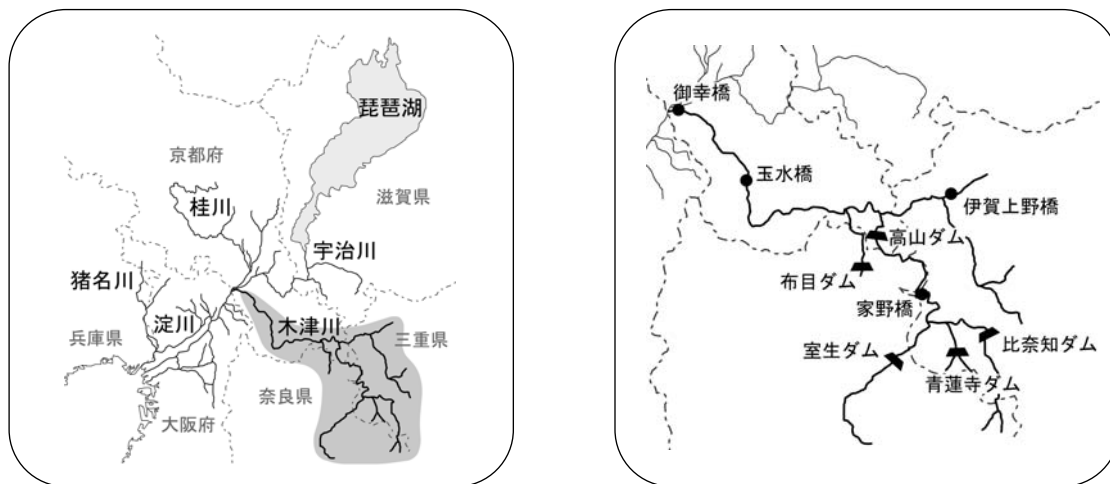 琵琶湖
京都府
滋賀県
桂川
宇治川
猪名川
淀川
木津川
兵庫県
三重県
奈良県
大阪府
御幸橋
玉水橋
伊賀上野橋
高山ダム
布目ダム
家野橋
比奈知ダム
室生ダム
青蓮寺ダム